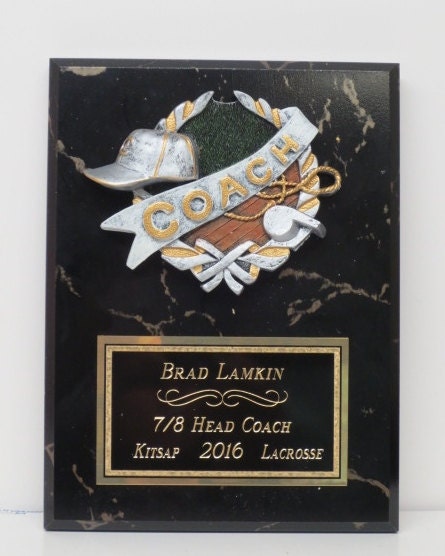 COACH
BRAD LAMKIN
7/8 HEAD COACH
KITSAP 2016 LACROSSE